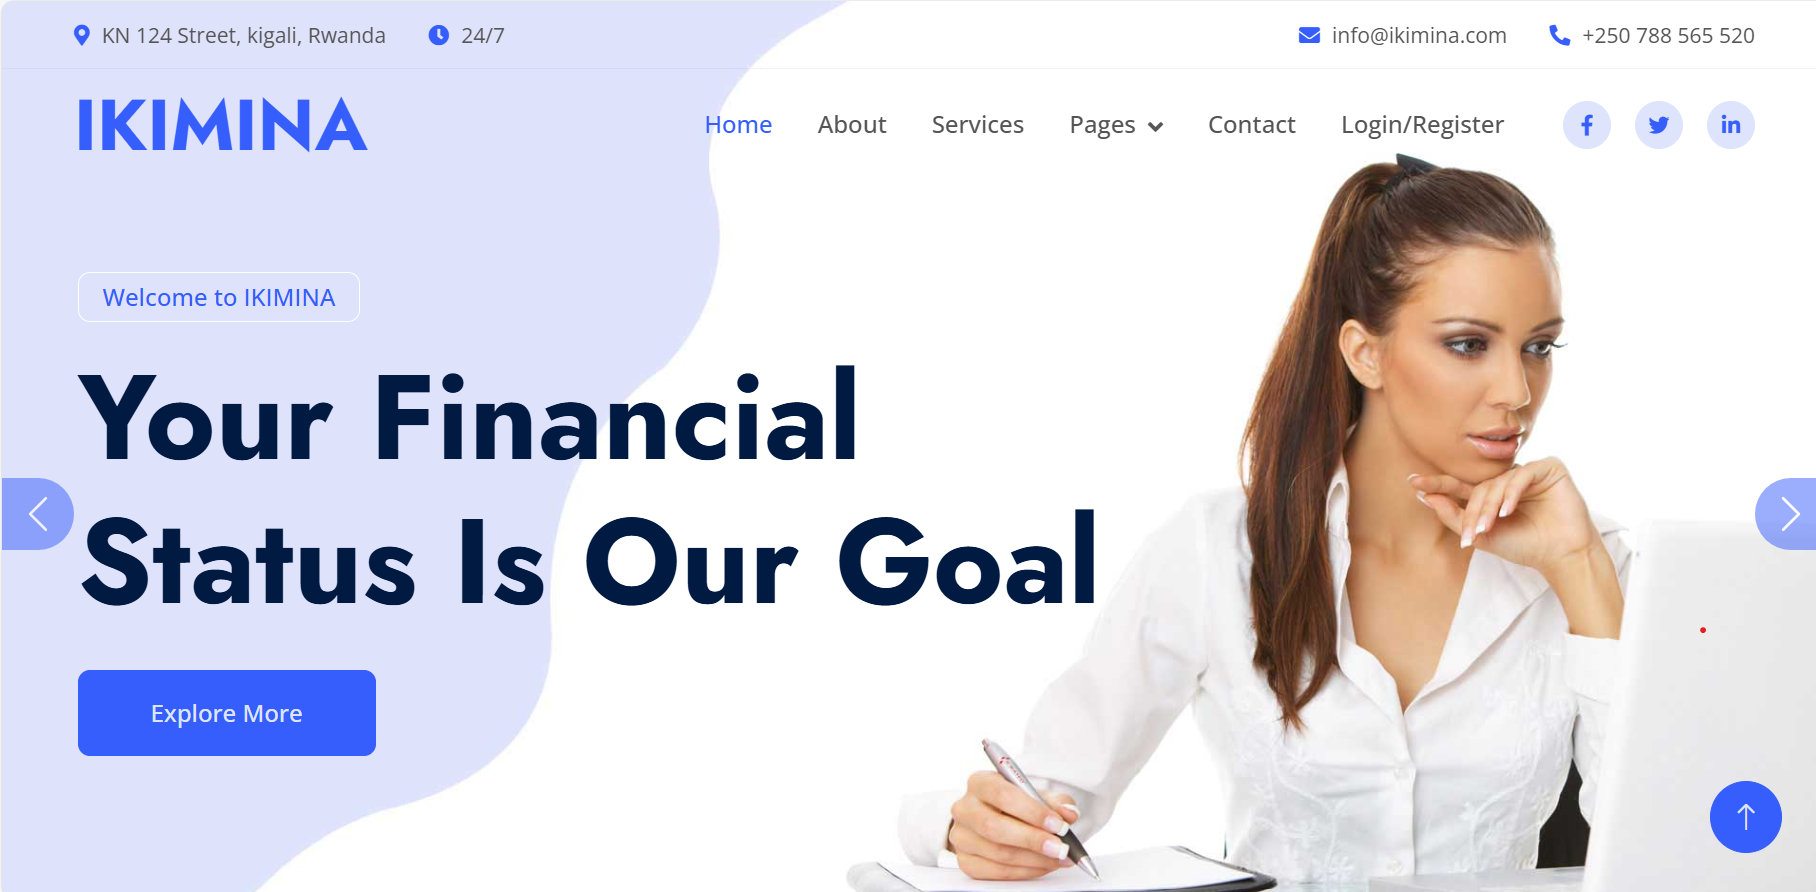 KN 124 Street, kigali, Rwanda
24/7
info@ikimina.com
+250 788 565 520
IKIMINA
Home
About
Services
Pages
Contact
Login/Register
Welcome to IKIMINA
Your Financial
Status Is Our Goal
Explore More